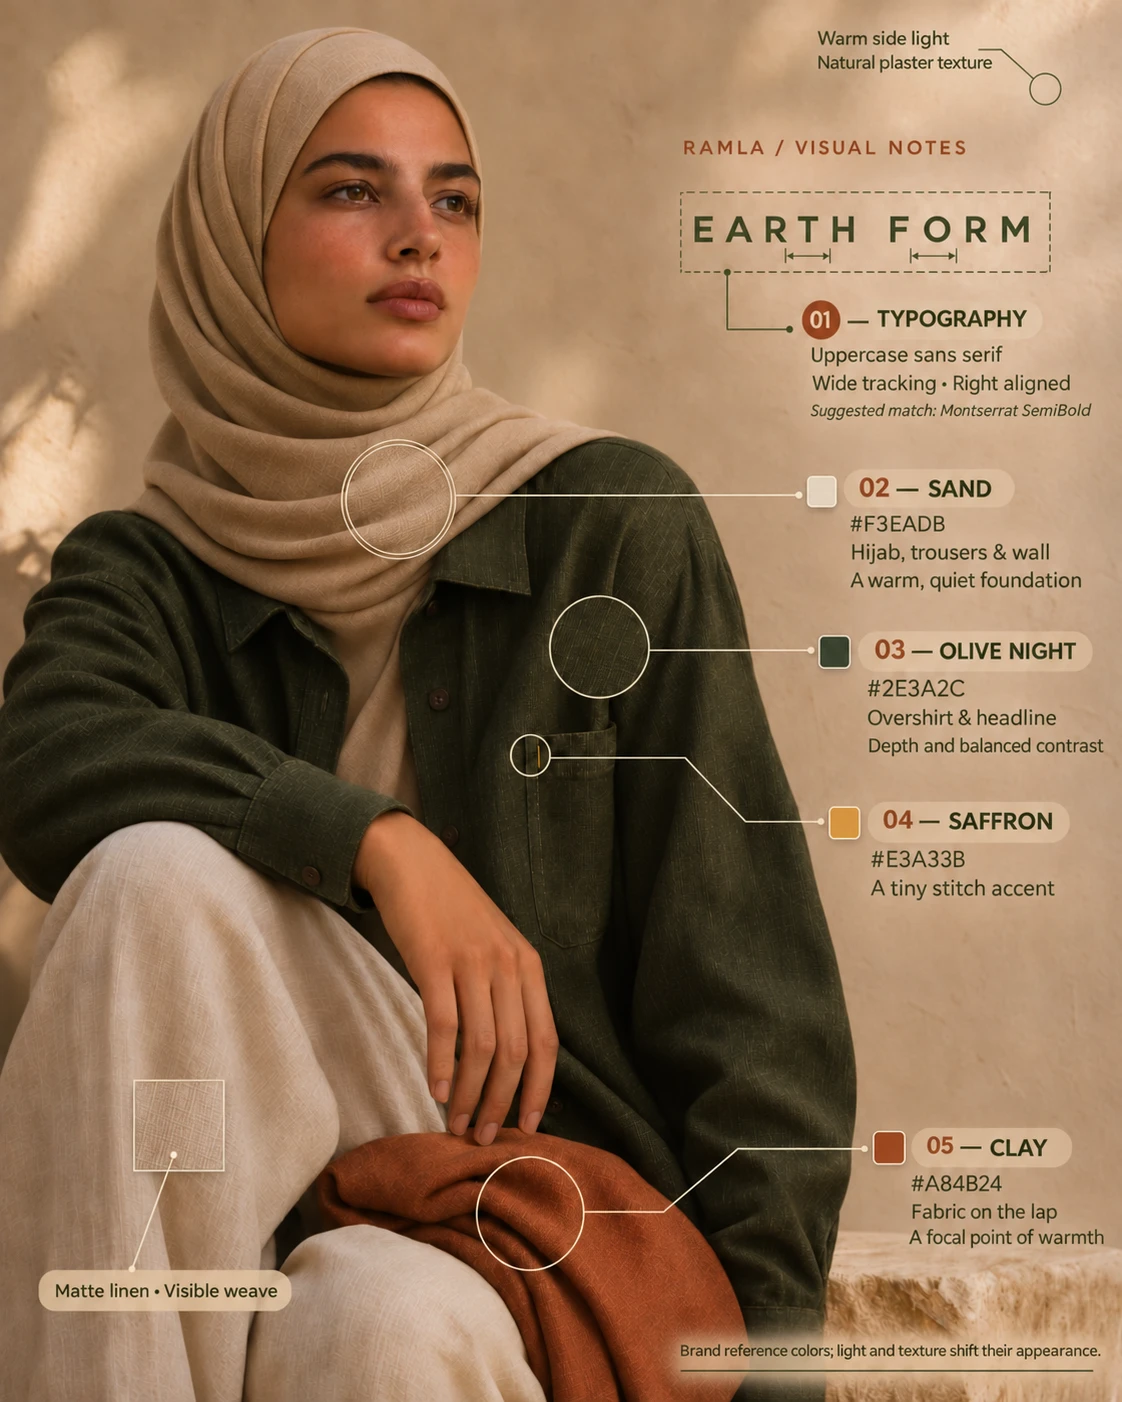 Warm side light
Natural plaster texture
RAMLA / VISUAL NOTES
EARTH FORM
01 — TYPOGRAPHY
Uppercase sans serif
Wide tracking • Right aligned
Suggested match: Montserrat SemiBold
02 — SAND
#F3EADB
Hijab, trousers & wall
A warm, quiet foundation
03 — OLIVE NIGHT
#2E3A2C
Overshirt & headline
Depth and balanced contrast
04 — SAFFRON
#E3A33B
A tiny stitch accent
05 — CLAY
#A84B24
Fabric on the lap
A focal point of warmth
Matte linen • Visible weave
Brand reference colors; light and texture shift their appearance.